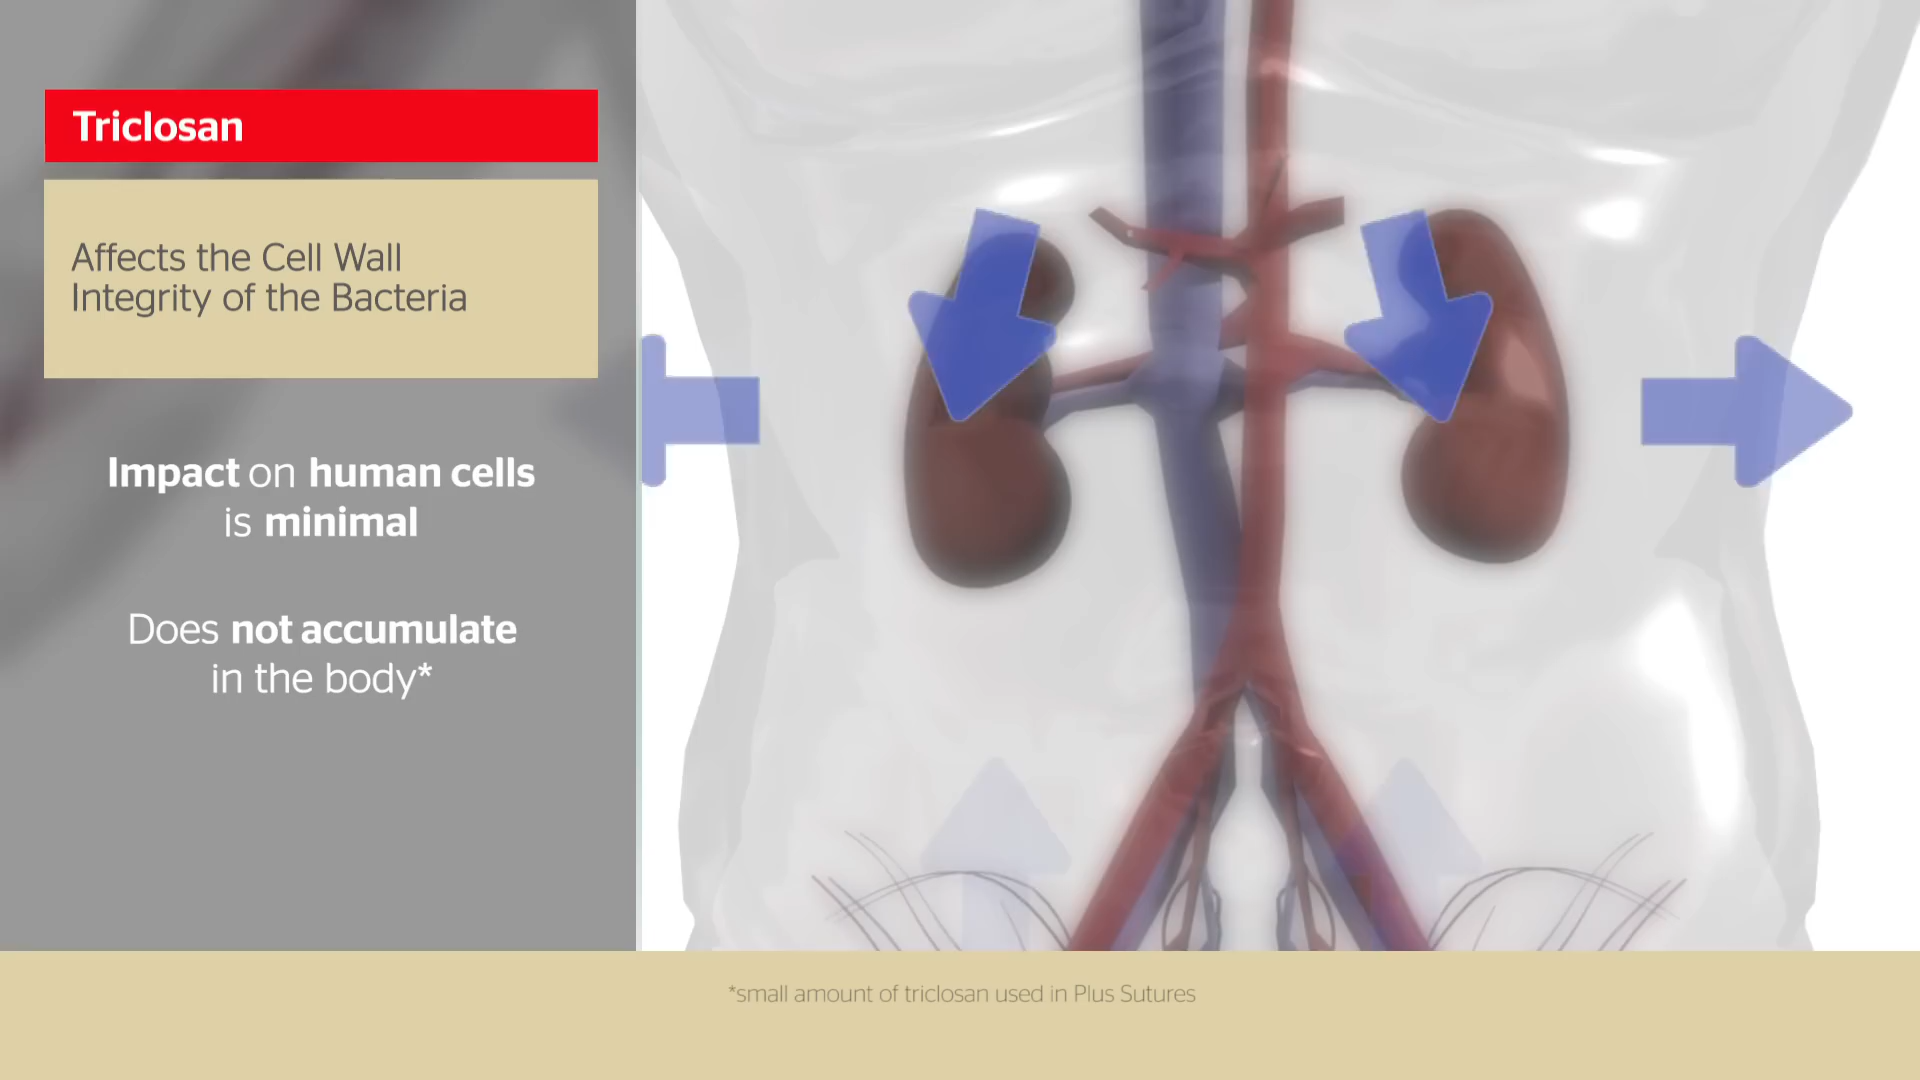 Triclosan
Affects the Cell Wall
Integrity of the Bacteria
Impact on human cells
is minimal
Does not accumulate
in the body*
*small amount of triclosan used in Plus Sutures